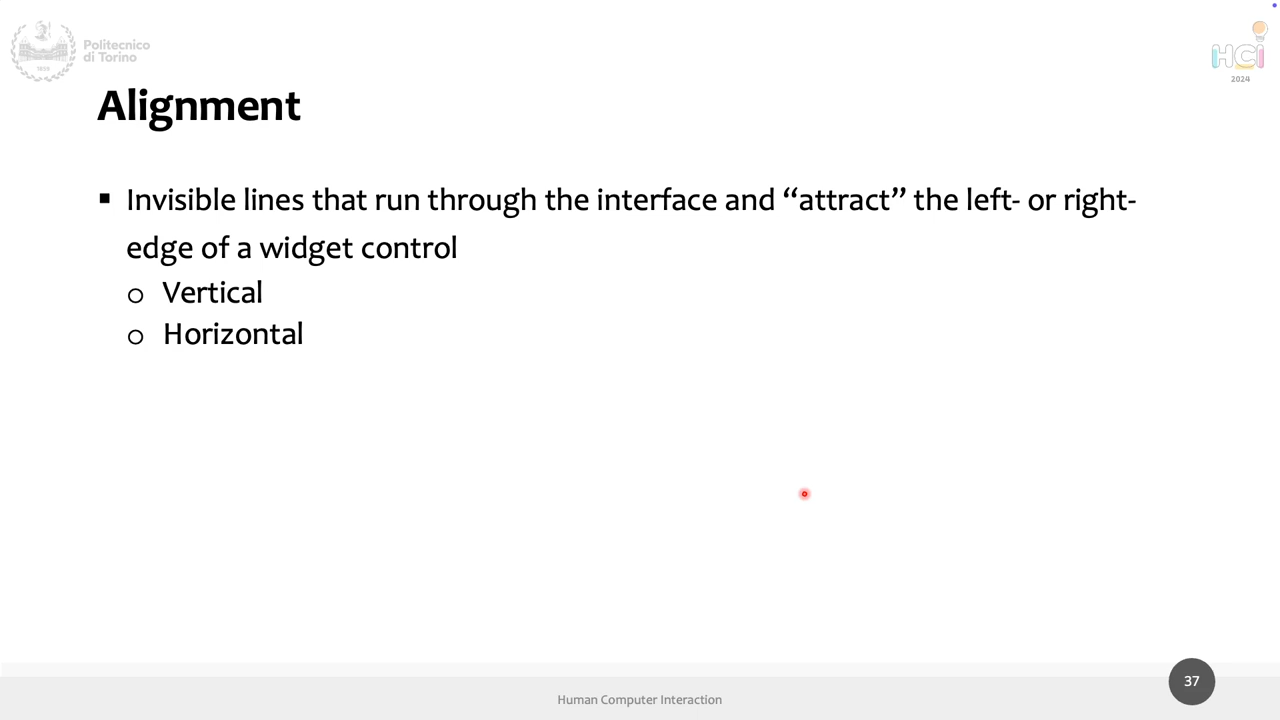 Politecnico
di Torino
1859
HCI
2024
Alignment
▪ Invisible lines that run through the interface and “attract” the left- or right-
edge of a widget control
o Vertical
o Horizontal
37
Human Computer Interaction